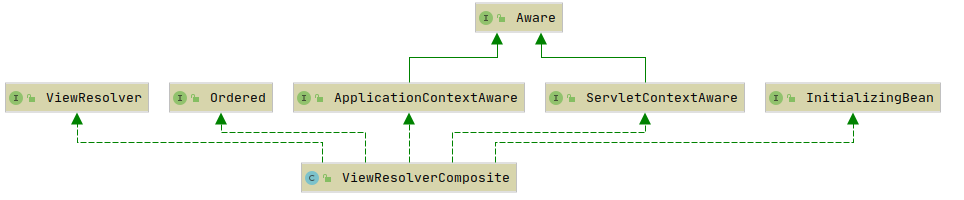 I Aware
I ViewResolver
I Ordered
I ApplicationContextAware
I ServletContextAware
I InitializingBean
C ViewResolverComposite